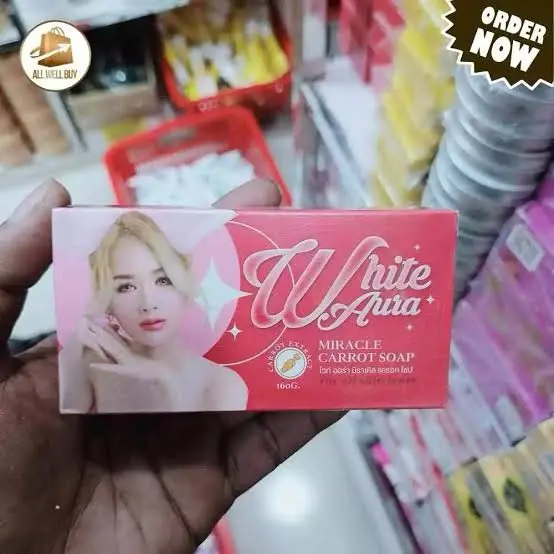 ALL WELL BUY
ORDER
NOW
White
Aura
MIRACLE
CARROT SOAP
ไวท์ ออร่า มิราเคิล แครอท โซป
CARROT EXTRACT
160G.